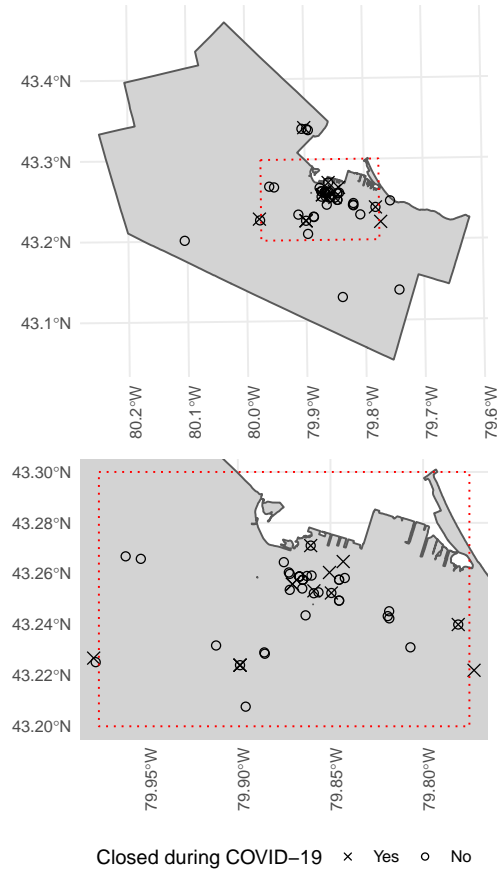 43.4°N
43.3°N
43.2°N
43.1°N
80.2°W 80.1°W 80.0°W 79.9°W 79.8°W 79.7°W 79.6°W
43.30°N
43.28°N
43.26°N
43.24°N
43.22°N
43.20°N
79.95°W 79.90°W 79.85°W 79.80°W
Closed during COVID−19 Yes No